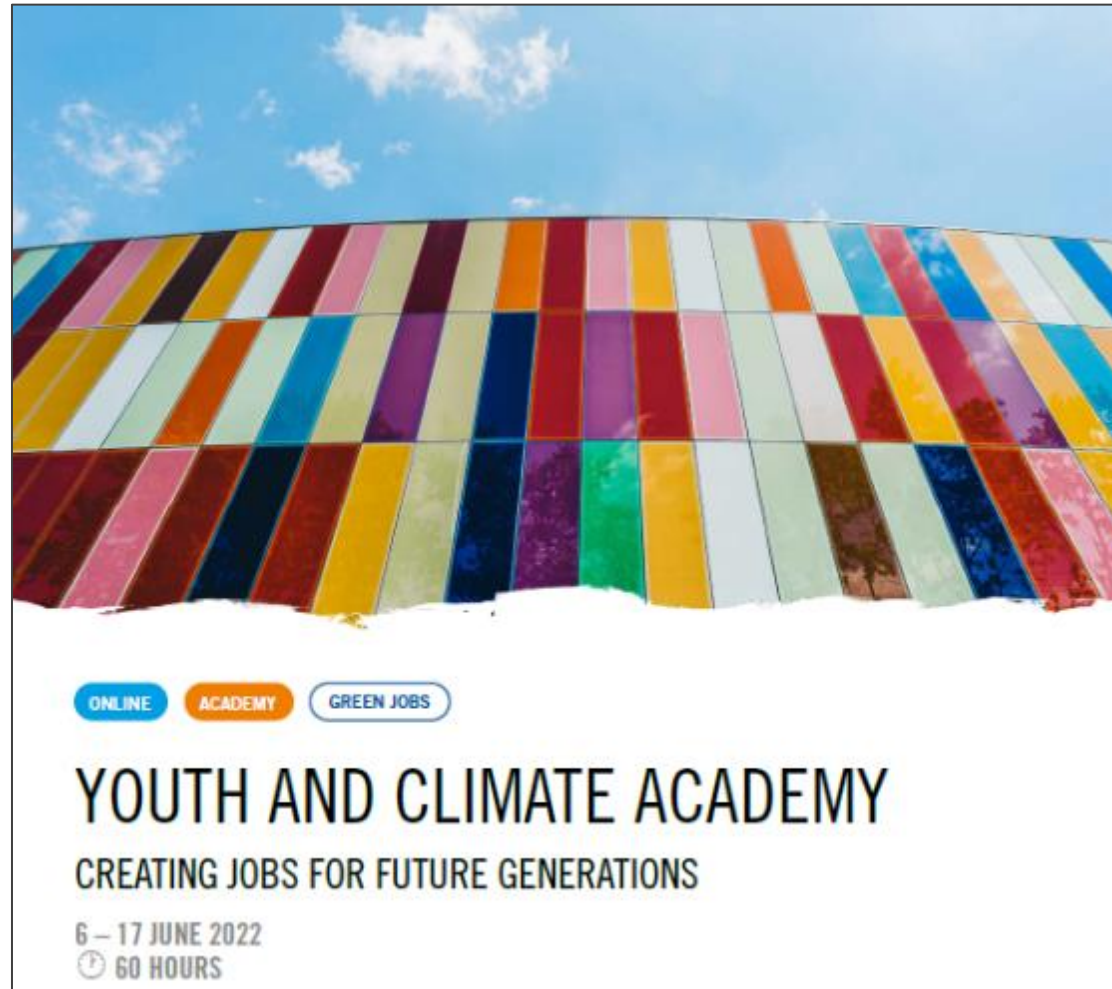 ONLINE
ACADEMY
GREEN JOBS
YOUTH AND CLIMATE ACADEMY
CREATING JOBS FOR FUTURE GENERATIONS
6 – 17 JUNE 2022
60 HOURS